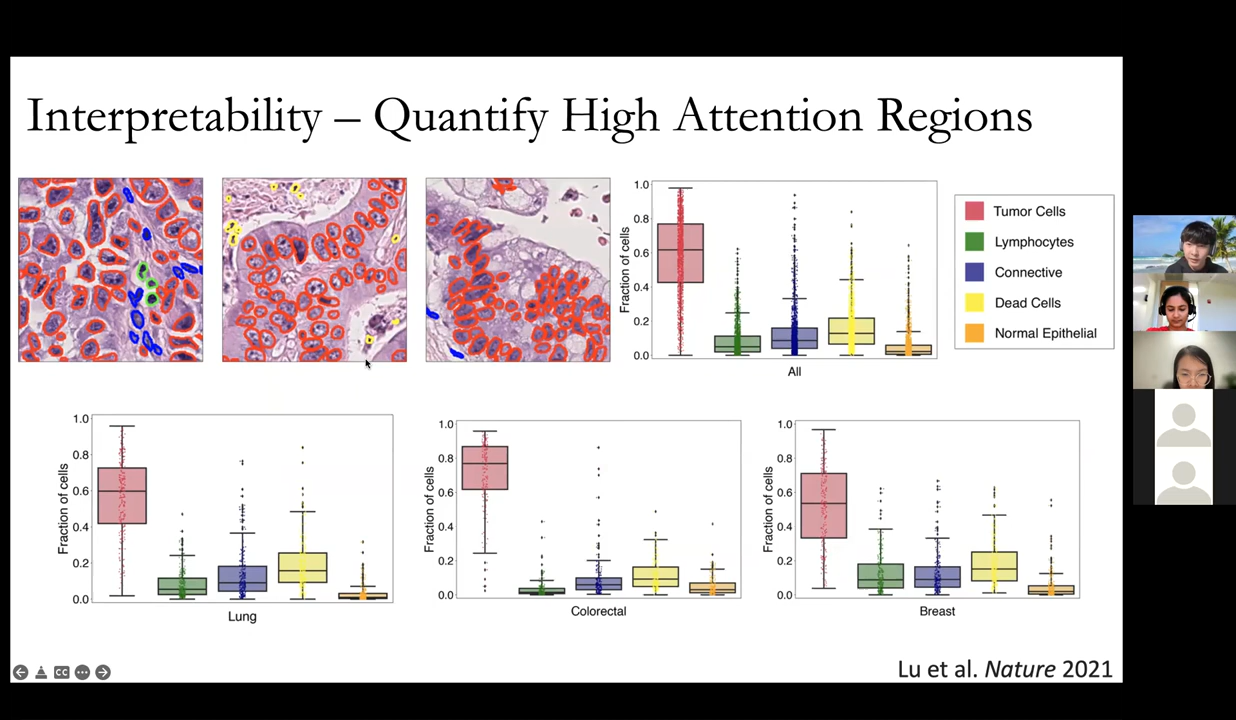 Interpretability – Quantify High Attention Regions
Fraction of cells
1.0
0.8
0.6
0.4
0.2
0.0
All
Tumor Cells
Lymphocytes
Connective
Dead Cells
Normal Epithelial
Fraction of cells
1.0
0.8
0.6
0.4
0.2
0.0
Lung
Fraction of cells
1.0
0.8
0.6
0.4
0.2
0.0
Colorectal
Fraction of cells
1.0
0.8
0.6
0.4
0.2
0.0
Breast
CC
Lu et al. Nature 2021